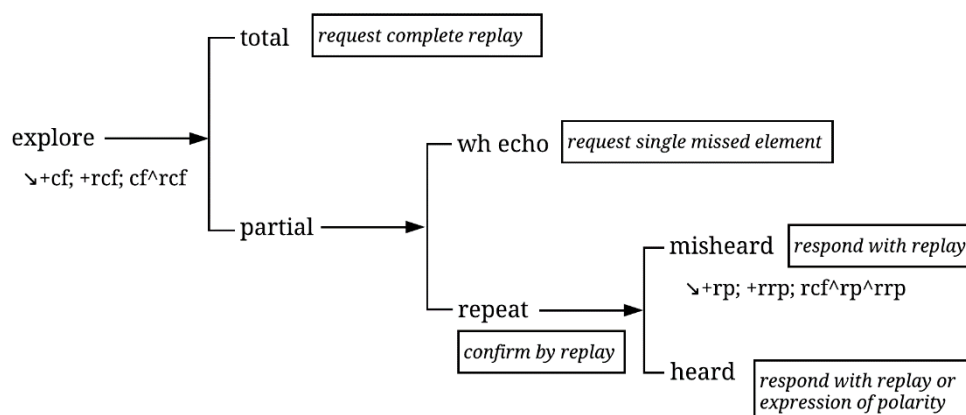 total
request complete replay
explore
↘+cf; +rcf; cf^rcf
partial
wh echo
request single missed element
repeat
confirm by replay
misheard
respond with replay
↘+rp; +rrp; rcf^rp^rrp
heard
respond with replay or
expression of polarity